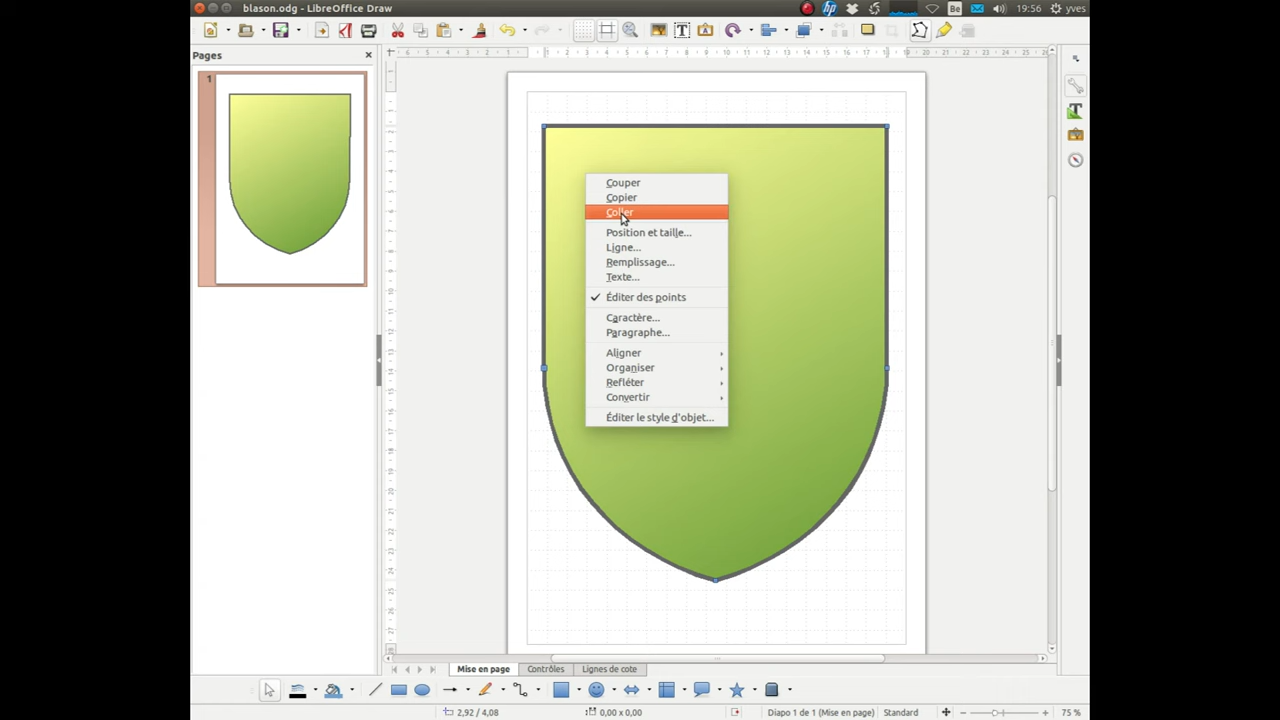 blason.odg - LibreOffice Draw
Be
19:56
yves
Pages
1
Couper
Copier
Coller
Position et taille...
Ligne...
Remplissage...
Texte...
Éditer des points
Caractère...
Paragraphe...
Aligner
Organiser
Refléter
Convertir
Éditer le style d'objet...
Mise en page
Contrôles
Lignes de cote
2,92 / 4,08
0,00 x 0,00
Diapo 1 de 1 (Mise en page)
Standard
75 %